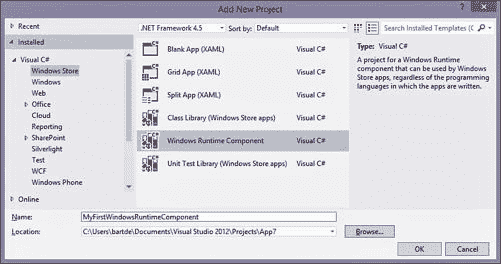 Add New Project
Recent
.NET Framework 4.5
Sort by:
Default
Search Installed Templates (C
Installed
Visual C#
Windows Store
Windows
Web
Office
Cloud
Reporting
SharePoint
Silverlight
Test
WCF
Windows Phone
Online
Blank App (XAML)
Visual C#
Grid App (XAML)
Visual C#
Split App (XAML)
Visual C#
Class Library (Windows Store apps)
Visual C#
Windows Runtime Component
Visual C#
Unit Test Library (Windows Store apps)
Visual C#
Type: Visual C#
A project for a Windows Runtime
component that can be used by Windows
Store apps, regardless of the programming
languages in which the apps are written.
Name:
MyFirstWindowsRuntimeComponent
Location:
C:\Users\bartde\Documents\Visual Studio 2012\Projects\App7
Browse...
OK
Cancel